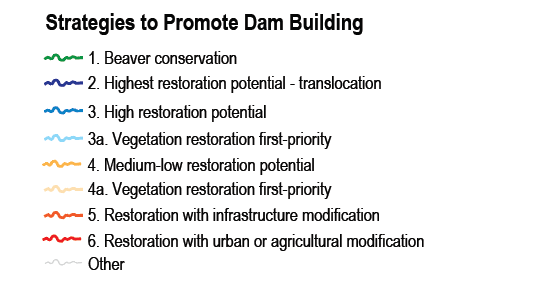 Strategies to Promote Dam Building
1. Beaver conservation
2. Highest restoration potential - translocation
3. High restoration potential
3a. Vegetation restoration first-priority
4. Medium-low restoration potential
4a. Vegetation restoration first-priority
5. Restoration with infrastructure modification
6. Restoration with urban or agricultural modification
Other